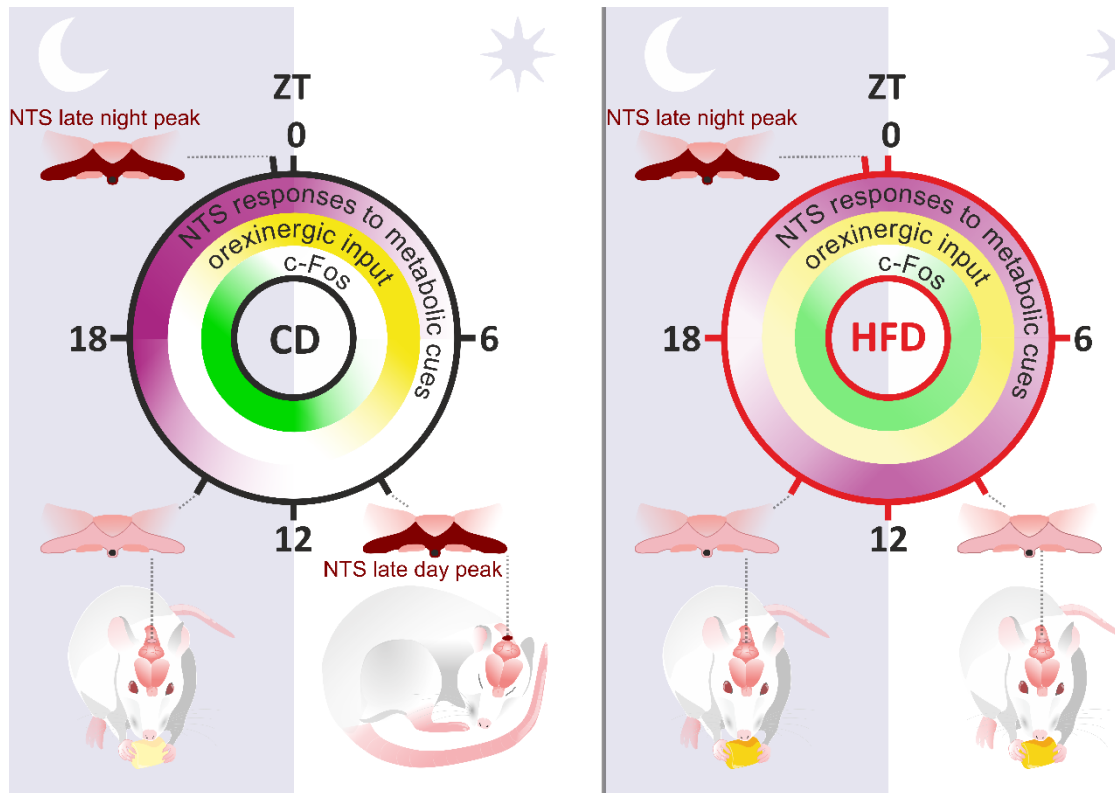 ZT
0
NTS late night peak
NTS responses to metabolic cues
orexinergic input
c-Fos
CD
18
6
12
NTS late day peak
ZT
0
NTS late night peak
NTS responses to metabolic cues
orexinergic input
c-Fos
HFD
18
6
12